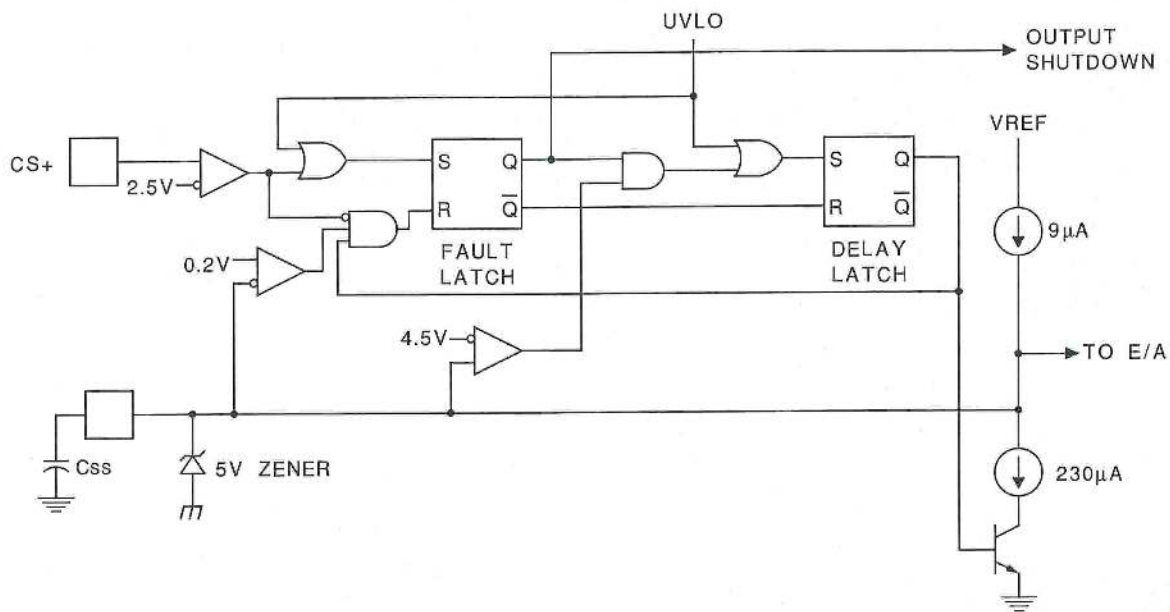 UVLO
OUTPUT
SHUTDOWN
VREF
CS+
2.5V
S Q
R Q̅
FAULT
LATCH
S Q
R Q̅
DELAY
LATCH
9µA
0.2V
4.5V
TO E/A
Css
5V ZENER
230µA